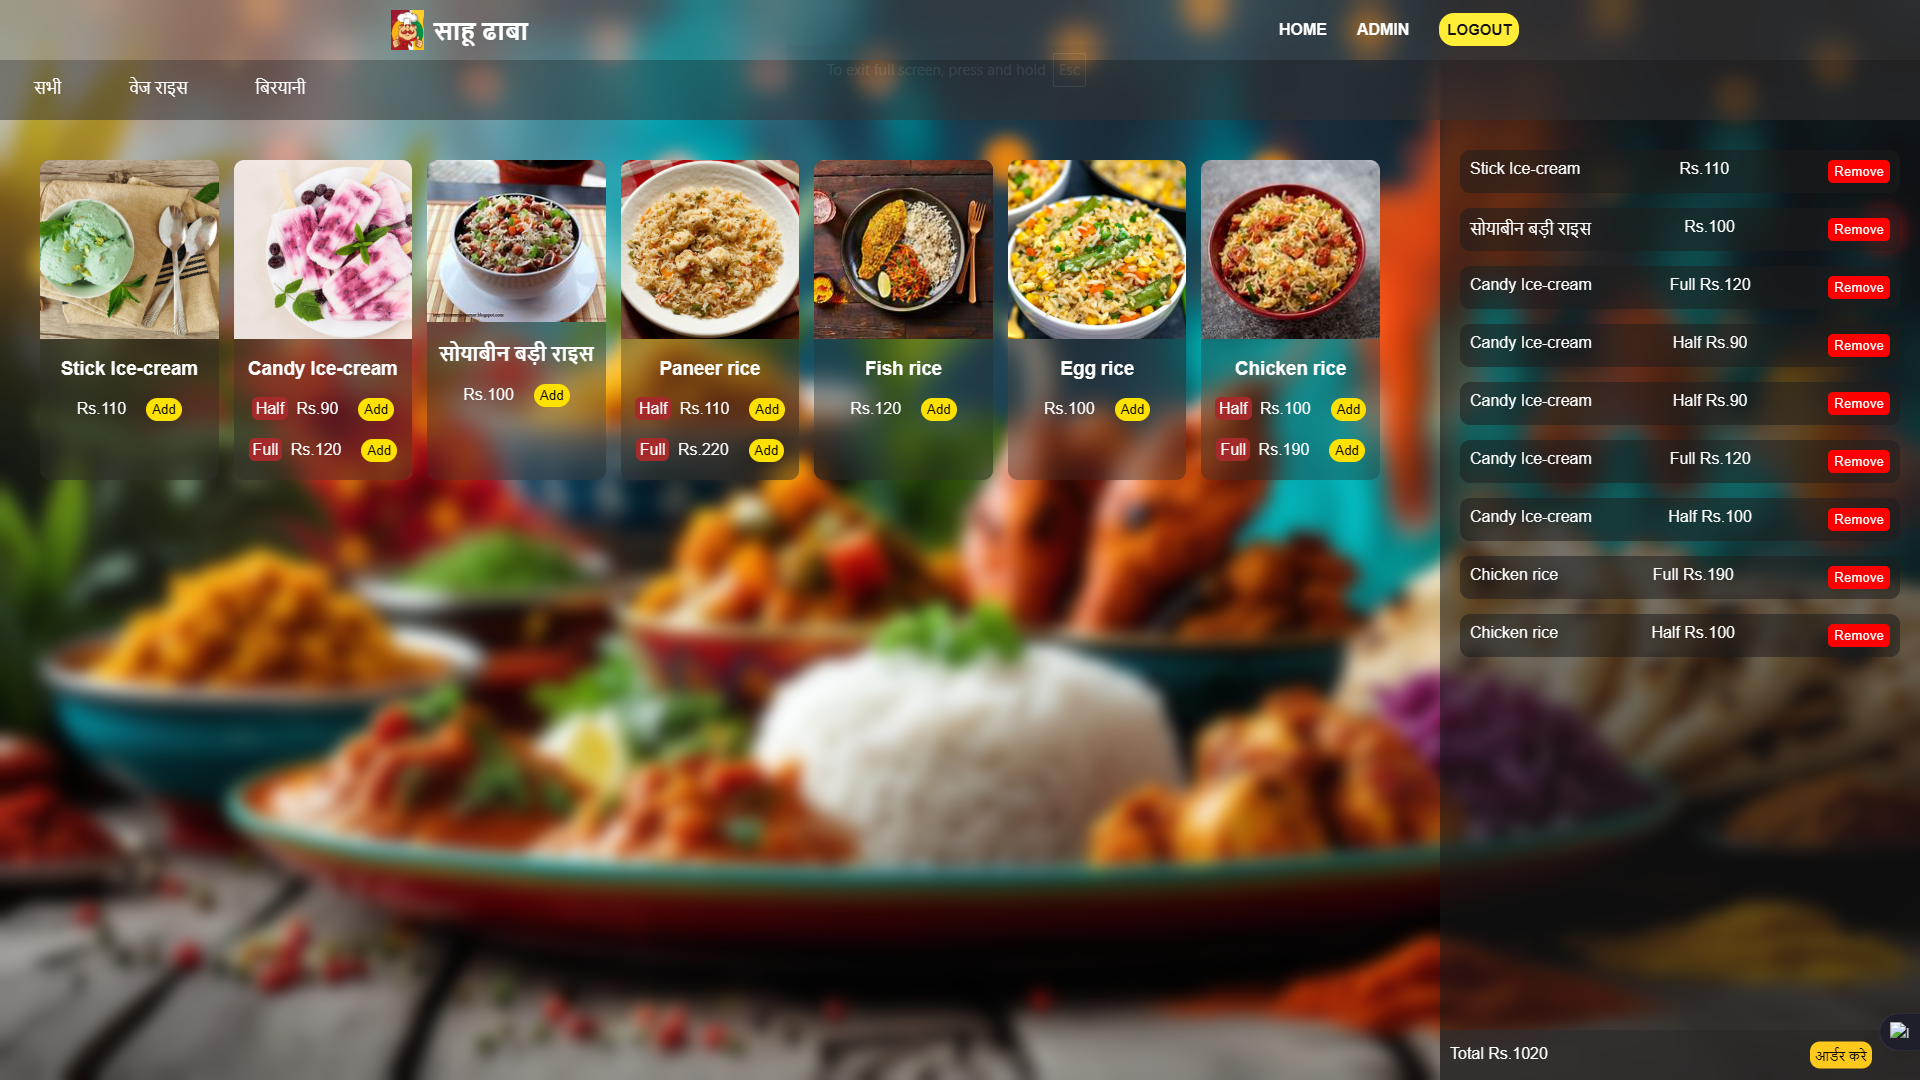 साहू ढाबा
HOME ADMIN LOGOUT
To exit full screen, press and hold Esc
सभी वेज राइस बिरयानी
Stick Ice-cream
Rs.110 Add
Candy Ice-cream
Half Rs.90 Add
Full Rs.120 Add
सोयाबीन बड़ी राइस
Rs.100 Add
Paneer rice
Half Rs.110 Add
Full Rs.220 Add
Fish rice
Rs.120 Add
Egg rice
Rs.100 Add
Chicken rice
Half Rs.100 Add
Full Rs.190 Add
Stick Ice-cream Rs.110 Remove
सोयाबीन बड़ी राइस Rs.100 Remove
Candy Ice-cream Full Rs.120 Remove
Candy Ice-cream Half Rs.90 Remove
Candy Ice-cream Half Rs.90 Remove
Candy Ice-cream Full Rs.120 Remove
Candy Ice-cream Half Rs.100 Remove
Chicken rice Full Rs.190 Remove
Chicken rice Half Rs.100 Remove
Total Rs.1020 आर्डर करे